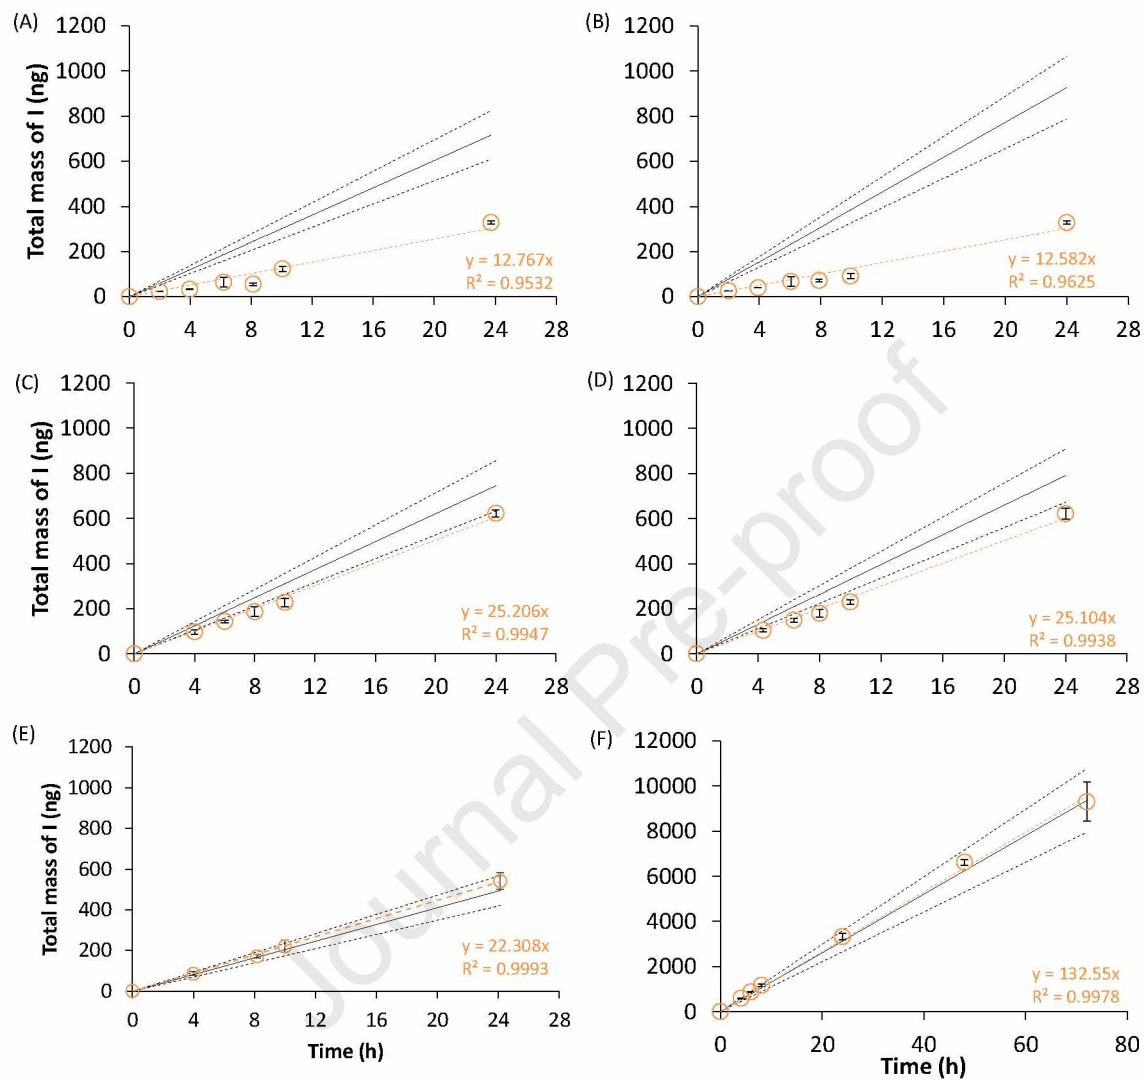 (A)
1200
1000
800
600
400
200
0
0 4 8 12 16 20 24 28
Total mass of I (ng)
y = 12.767x
R² = 0.9532
(B)
1200
1000
800
600
400
200
0
0 4 8 12 16 20 24 28
y = 12.582x
R² = 0.9625
(C)
1200
1000
800
600
400
200
0
0 4 8 12 16 20 24 28
Total mass of I (ng)
y = 25.206x
R² = 0.9947
(D)
1200
1000
800
600
400
200
0
0 4 8 12 16 20 24 28
y = 25.104x
R² = 0.9938
(E)
1200
1000
800
600
400
200
0
0 4 8 12 16 20 24 28
Total mass of I (ng)
Time (h)
y = 22.308x
R² = 0.9993
(F)
12000
10000
8000
6000
4000
2000
0
0 20 40 60 80
Time (h)
y = 132.55x
R² = 0.9978
Journal Pre-proof